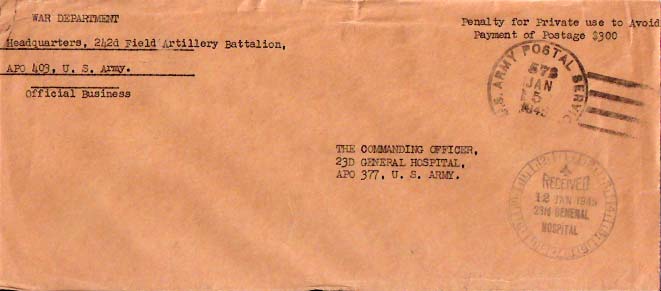 WAR DEPARTMENT
Headquarters, 242d Field Artillery Battalion,
APO 403, U. S. Army.
Official Business
Penalty for Private use to Avoid
Payment of Postage $300
U.S. ARMY POSTAL SERVICE
JAN
5
THE COMMANDING OFFICER,
23D GENERAL HOSPITAL,
APO 377, U. S. ARMY.
RECEIVED
12 JAN 1945
23rd GENERAL
HOSPITAL